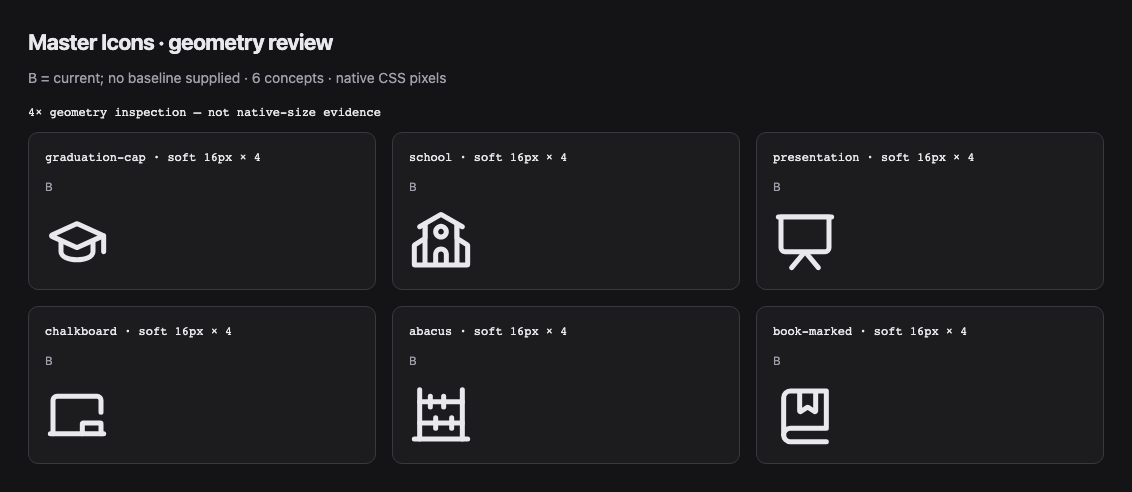 Master Icons · geometry review
B = current; no baseline supplied · 6 concepts · native CSS pixels
4× geometry inspection — not native-size evidence
graduation-cap · soft 16px × 4
B
school · soft 16px × 4
B
presentation · soft 16px × 4
B
chalkboard · soft 16px × 4
B
abacus · soft 16px × 4
B
book-marked · soft 16px × 4
B